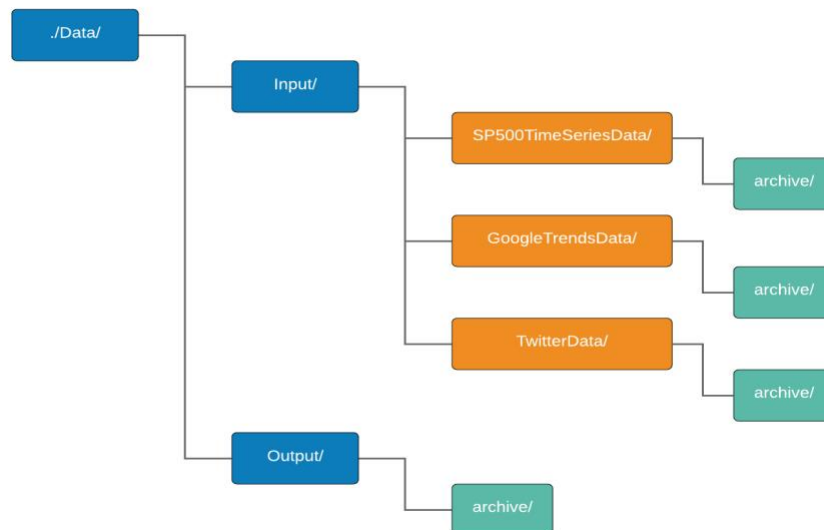 ./Data/
Input/
SP500TimeSeriesData/
archive/
GoogleTrendsData/
archive/
TwitterData/
archive/
Output/
archive/